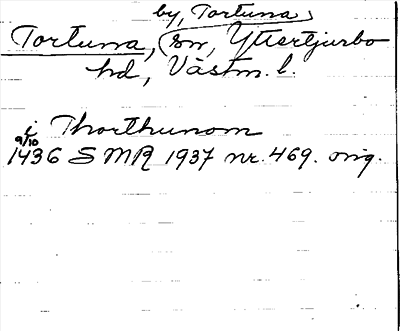 by, Tortuna
Tortuna, sn, Yttertjurbo
hd, Västm. l.
i Thorthunom
9/10
1436 SMR 1937 nr. 469. orig.